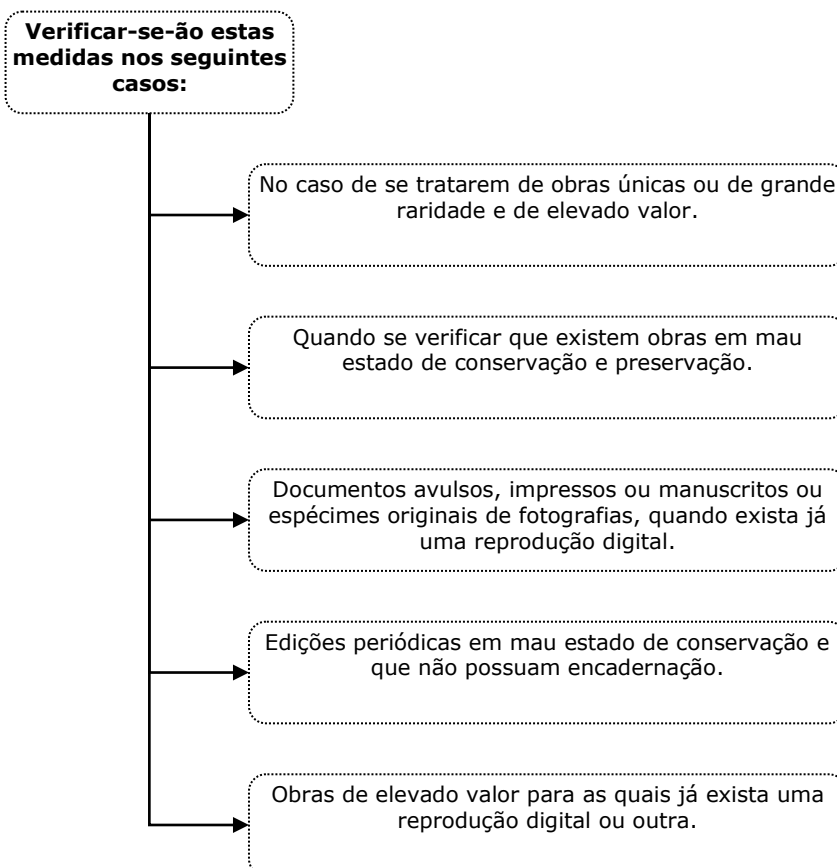 Verificar-se-ão estas
medidas nos seguintes
casos:
No caso de se tratarem de obras únicas ou de grande
raridade e de elevado valor.
Quando se verificar que existem obras em mau
estado de conservação e preservação.
Documentos avulsos, impressos ou manuscritos ou
espécimes originais de fotografias, quando exista já
uma reprodução digital.
Edições periódicas em mau estado de conservação e
que não possuam encadernação.
Obras de elevado valor para as quais já exista uma
reprodução digital ou outra.